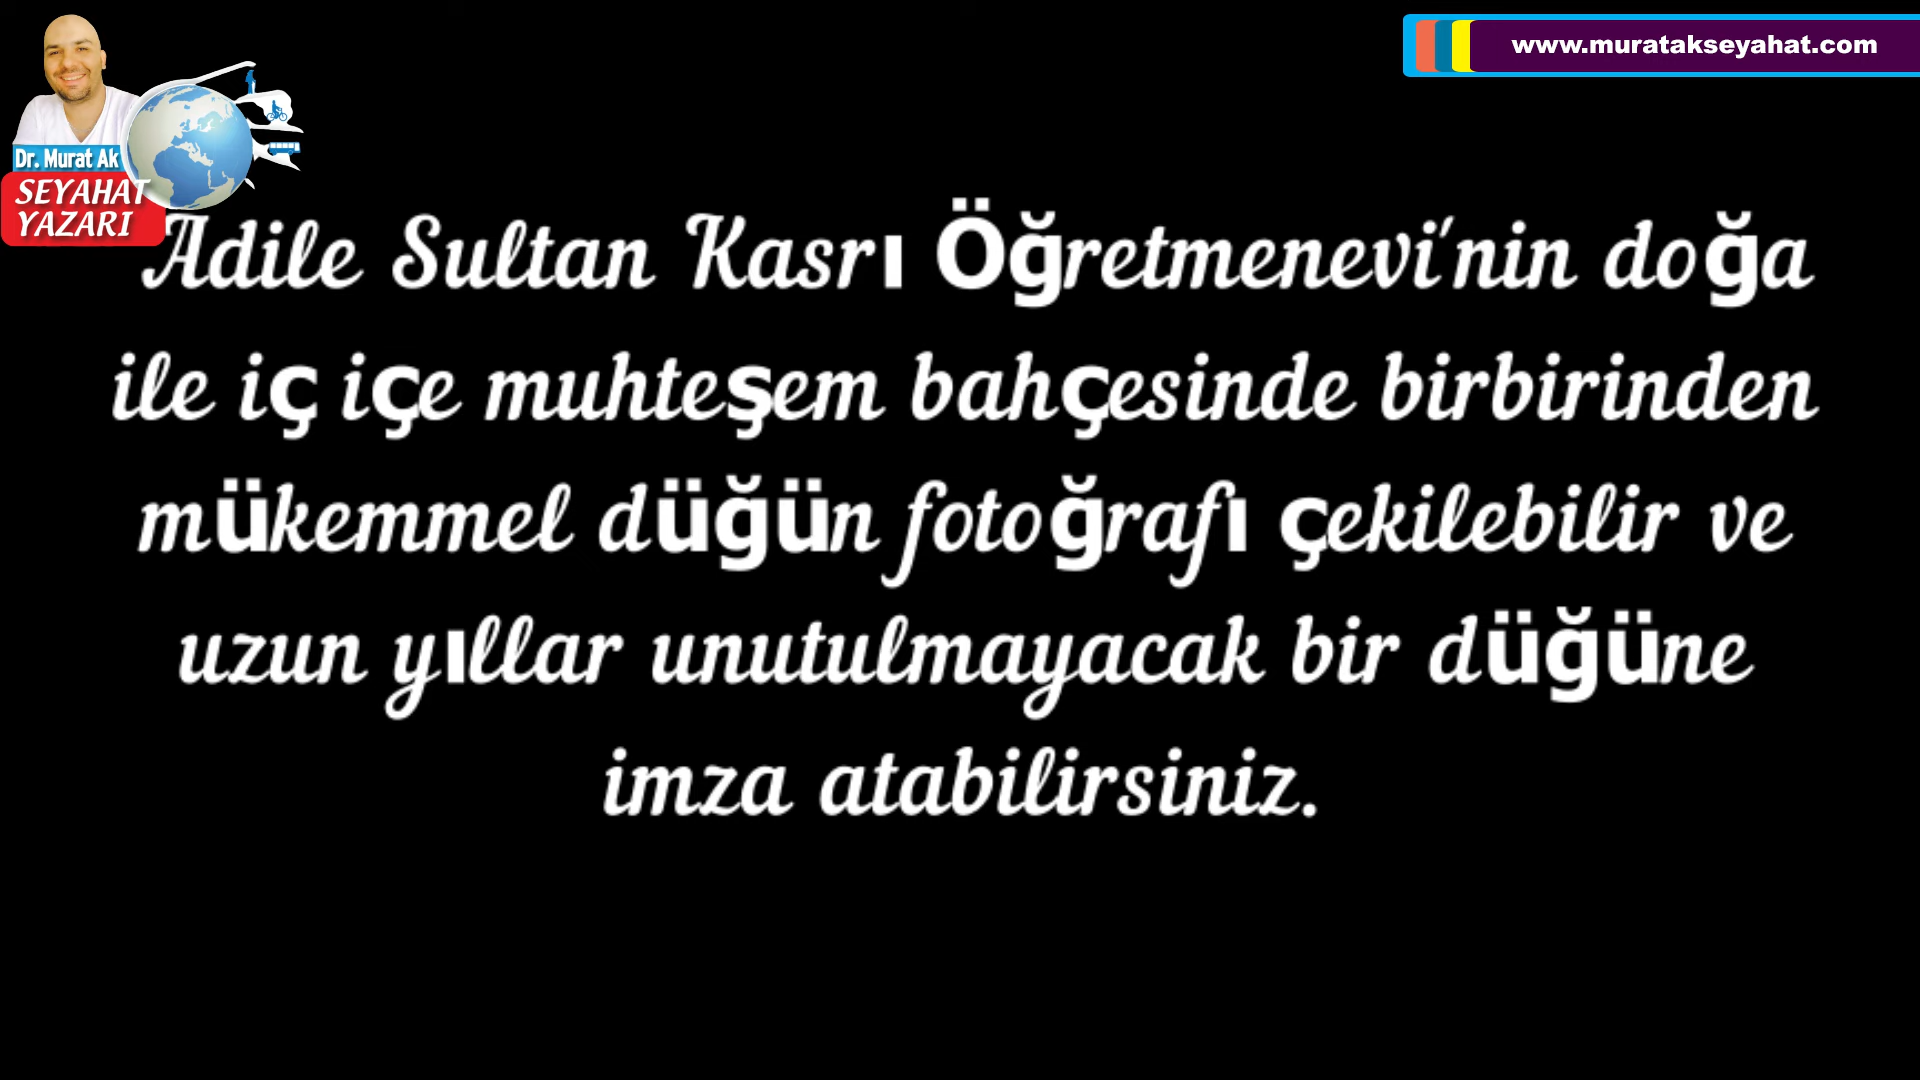 www.muratakseyahat.com
Dr. Murat Ak
SEYAHAT
YAZARI
Adile Sultan Kasrı Öğretmenevi'nin doğa
ile iç içe muhteşem bahçesinde birbirinden
mükemmel düğün fotoğrafı çekilebilir ve
uzun yıllar unutulmayacak bir düğüne
imza atabilirsiniz.